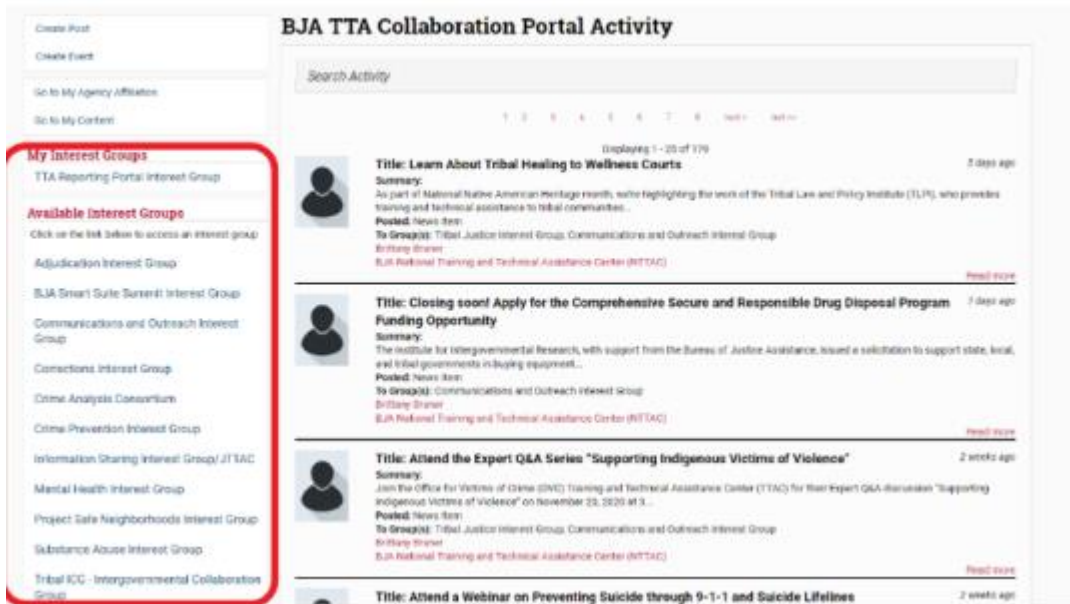 Create Post
Create Event
Go to My Agency Affiliation
Go to My Content
My Interest Groups
TTA Reporting Portal Interest Group
Available Interest Groups
Click on the link below to access an interest group
Adjudication Interest Group
BJA Smart Suite Summit Interest Group
Communications and Outreach Interest
Group
Corrections Interest Group
Crime Analysis Consortium
Crime Prevention Interest Group
Information Sharing Interest Group/JTTAC
Mental Health Interest Group
Project Safe Neighborhoods Interest Group
Substance Abuse Interest Group
Tribal ICG - Intergovernmental Collaboration
Group
BJA TTA Collaboration Portal Activity
Search Activity
1 2 3 4 5 6 7 8 next › last »
Displaying 1 - 20 of 179
Title: Learn About Tribal Healing to Wellness Courts
5 days ago
Summary:
As part of National Native American Heritage month, we're highlighting the work of the Tribal Law and Policy Institute (TLPI), who provides
training and technical assistance to tribal communities...
Posted: News Item
To Group(s): Tribal Justice Interest Group, Communications and Outreach Interest Group
Brittany Bruner
BJA National Training and Technical Assistance Center (NTTAC)
Read more
Title: Closing soon! Apply for the Comprehensive Secure and Responsible Drug Disposal Program
7 days ago
Funding Opportunity
Summary:
The Institute for Intergovernmental Research, with support from the Bureau of Justice Assistance, issued a solicitation to support state, local,
and tribal governments in buying equipment...
Posted: News Item
To Group(s): Communications and Outreach Interest Group
Brittany Bruner
BJA National Training and Technical Assistance Center (NTTAC)
Read more
Title: Attend the Expert Q&A Series "Supporting Indigenous Victims of Violence"
2 weeks ago
Summary:
Join the Office for Victims of Crime (OVC) Training and Technical Assistance Center (TTAC) for their Expert Q&A discussion "Supporting
Indigenous Victims of Violence" on November 23, 2020 at 3...
Posted: News Item
To Group(s): Tribal Justice Interest Group, Communications and Outreach Interest Group
Brittany Bruner
BJA National Training and Technical Assistance Center (NTTAC)
Read more
Title: Attend a Webinar on Preventing Suicide through 9-1-1 and Suicide Lifelines
2 weeks ago